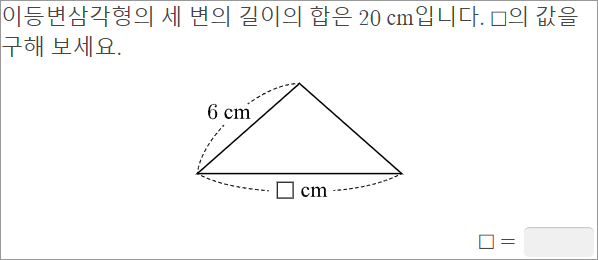 이등변삼각형의 세 변의 길이의 합은 20 cm입니다. □의 값을
구해 보세요.
6 cm
□ cm
□ =